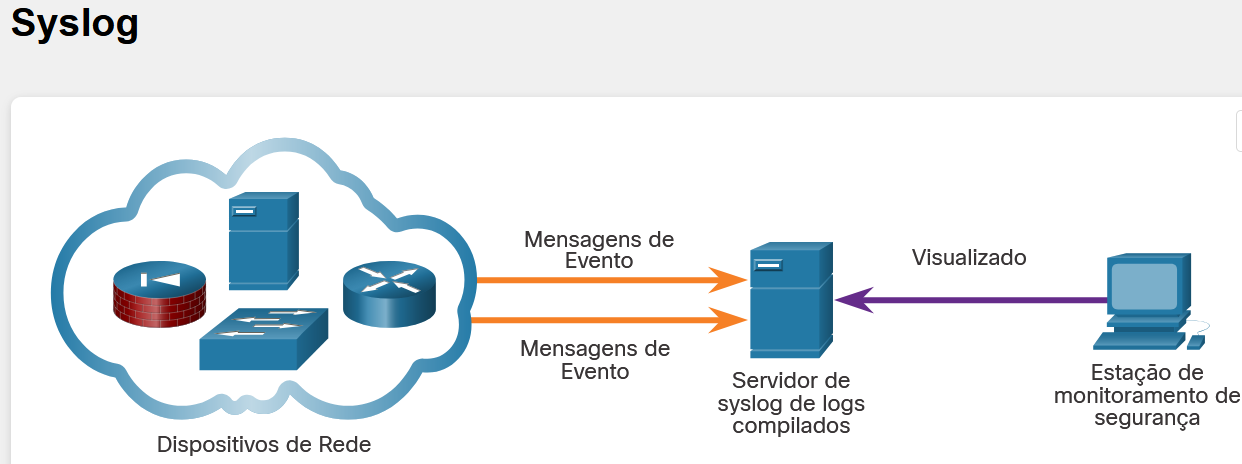 Syslog
Mensagens de
Evento
Mensagens de
Evento
Visualizado
Servidor de
syslog de logs
compilados
Estação de
monitoramento de
segurança
Dispositivos de Rede